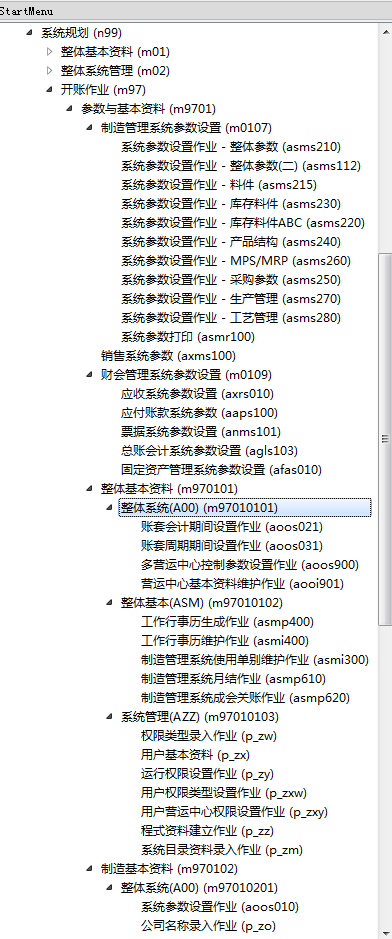 StartMenu
系统规划 (n99)
整体基本资料 (m01)
整体系统管理 (m02)
开账作业 (m97)
参数与基本资料 (m9701)
制造管理系统参数设置 (m0107)
系统参数设置作业 - 整体参数 (asms210)
系统参数设置作业 - 整体参数(二) (asms112)
系统参数设置作业 - 料件 (asms215)
系统参数设置作业 - 库存料件 (asms230)
系统参数设置作业 - 库存料件ABC (asms220)
系统参数设置作业 - 产品结构 (asms240)
系统参数设置作业 - MPS/MRP (asms260)
系统参数设置作业 - 采购参数 (asms250)
系统参数设置作业 - 生产管理 (asms270)
系统参数设置作业 - 工艺管理 (asms280)
系统参数打印 (asmr100)
销售系统参数 (axms100)
财会管理系统参数设置 (m0109)
应收系统参数设置 (axrs010)
应付账款系统参数 (aaps100)
票据系统参数设置 (anms101)
总账会计系统参数设置 (agls103)
固定资产管理系统参数设置 (afas010)
整体基本资料 (m970101)
整体系统(A00) (m97010101)
账套会计期间设置作业 (aoos021)
账套周期期间设置作业 (aoos031)
多营运中心控制参数设置作业 (aoos900)
营运中心基本资料维护作业 (aooi901)
整体基本(ASM) (m97010102)
工作行事历生成作业 (asmp400)
工作行事历维护作业 (asmi400)
制造管理系统使用单别维护作业 (asmi300)
制造管理系统月结作业 (asmp610)
制造管理系统成会关账作业 (asmp620)
系统管理(AZZ) (m97010103)
权限类型录入作业 (p_zw)
用户基本资料 (p_zx)
运行权限设置作业 (p_zy)
用户权限类型设置作业 (p_zxw)
用户营运中心权限设置作业 (p_zxy)
程式资料建立作业 (p_zz)
系统目录资料录入作业 (p_zm)
制造基本资料 (m970102)
整体系统(A00) (m97010201)
系统参数设置作业 (aoos010)
公司名称录入作业 (p_zo)